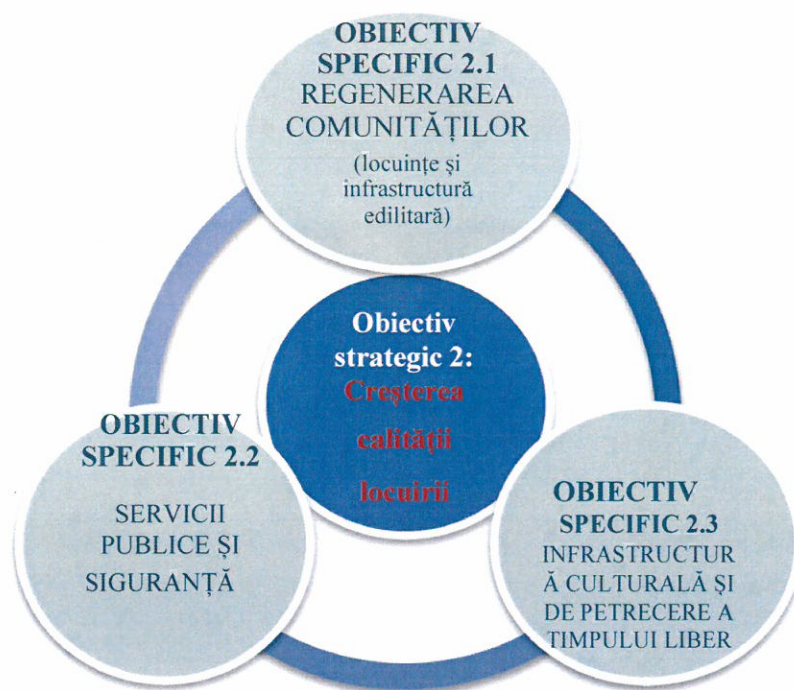 OBIECTIV
SPECIFIC 2.1
REGENERAREA
COMUNITĂȚILOR
(locuințe și
infrastructură
edilitară)
Obiectiv
strategic 2:
Creșterea
calității
locuirii
OBIECTIV
SPECIFIC 2.2
SERVICII
PUBLICE ȘI
SIGURANȚĂ
OBIECTIV
SPECIFIC 2.3
INFRASTRUCTUR
Ă CULTURALĂ ȘI
DE PETRECERE A
TIMPULUI LIBER